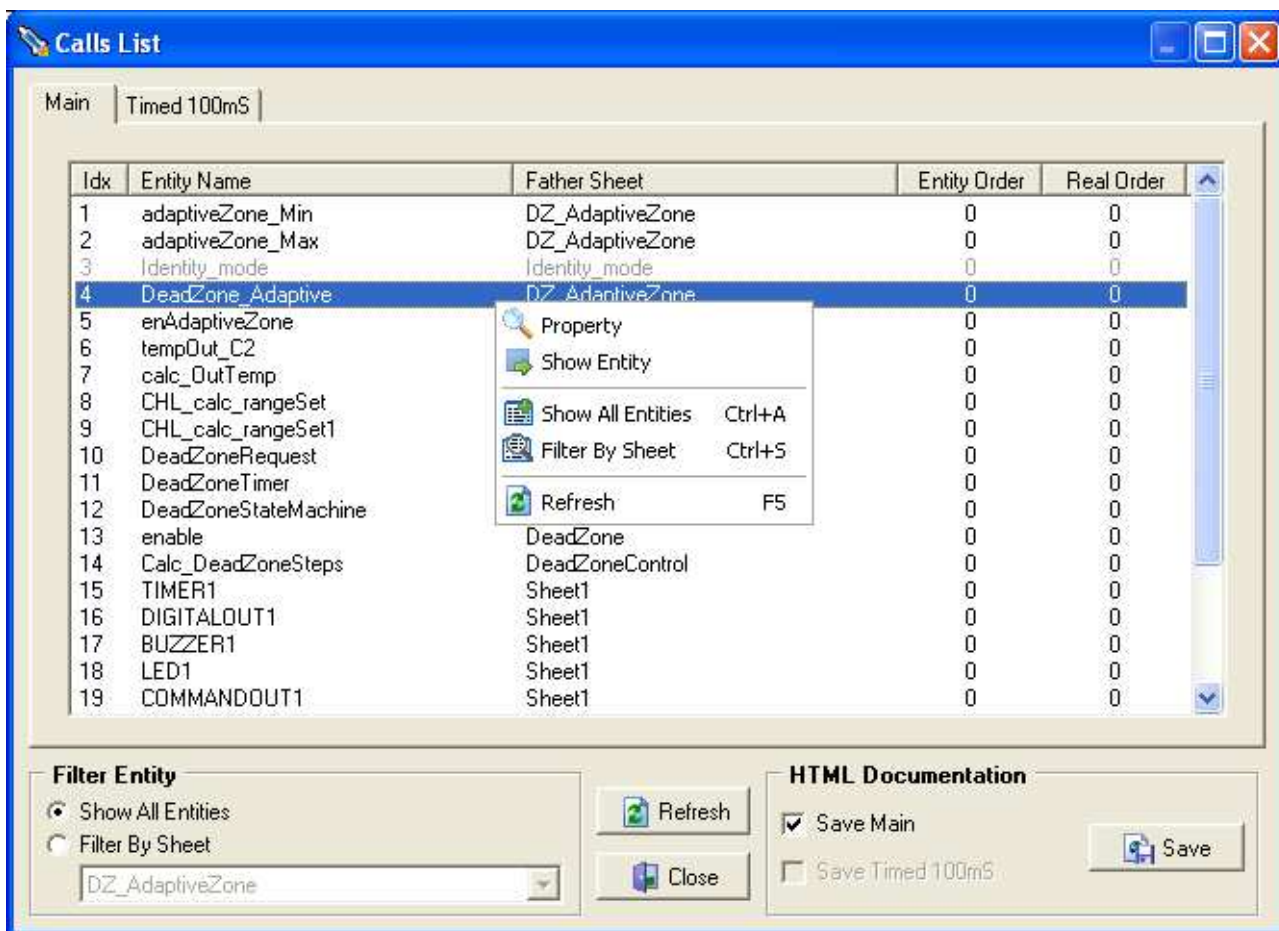 Calls List
Main Timed 100mS
Idx Entity Name Father Sheet Entity Order Real Order
1 adaptiveZone_Min DZ_AdaptiveZone 0 0
2 adaptiveZone_Max DZ_AdaptiveZone 0 0
3 Identity_mode Identity_mode 0 0
4 DeadZone_Adaptive DZ_AdaptiveZone 0 0
5 enAdaptiveZone 0 0
Property
6 tempOut_C2 0 0
Show Entity
7 calc_OutTemp 0 0
8 CHL_calc_rangeSet 0 0
Show All Entities Ctrl+A
9 CHL_calc_rangeSet1 0 0
10 DeadZoneRequest 0 0
Filter By Sheet Ctrl+S
11 DeadZoneTimer 0 0
12 DeadZoneStateMachine 0 0
Refresh F5
13 enable DeadZone 0 0
14 Calc_DeadZoneSteps DeadZoneControl 0 0
15 TIMER1 Sheet1 0 0
16 DIGITALOUT1 Sheet1 0 0
17 BUZZER1 Sheet1 0 0
18 LED1 Sheet1 0 0
19 COMMANDOUT1 Sheet1 0 0
Filter Entity
Show All Entities
Filter By Sheet
DZ_AdaptiveZone
Refresh
Close
HTML Documentation
Save Main
Save Timed 100mS
Save